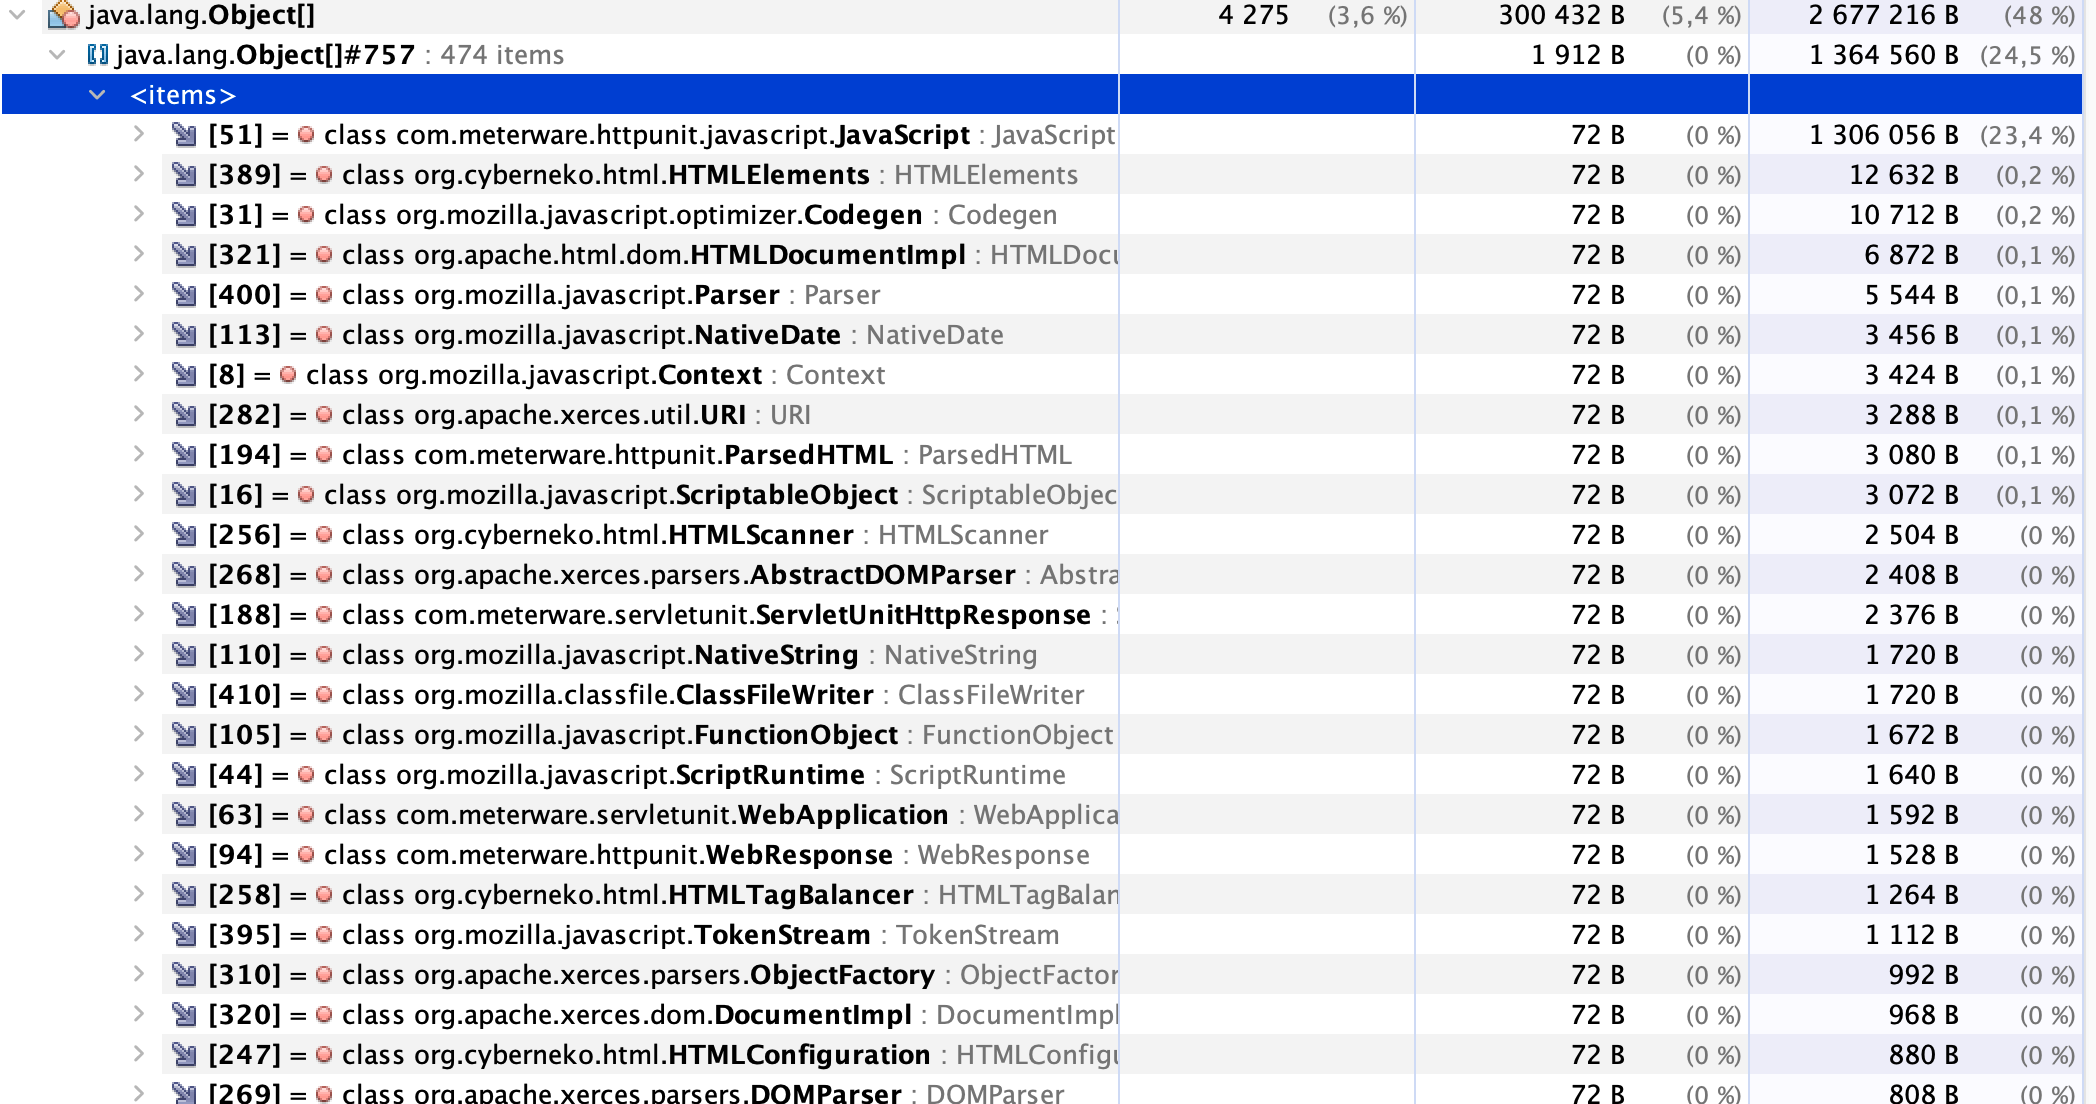 java.lang.Object[] 4 275 (3,6 %) 300 432 B (5,4 %) 2 677 216 B (48 %)
java.lang.Object[]#757 : 474 items 1 912 B (0 %) 1 364 560 B (24,5 %)
<items>
[51] = class com.meterware.httpunit.javascript.JavaScript : JavaScript 72 B (0 %) 1 306 056 B (23,4 %)
[389] = class org.cyberneko.html.HTMLElements : HTMLElements 72 B (0 %) 12 632 B (0,2 %)
[31] = class org.mozilla.javascript.optimizer.Codegen : Codegen 72 B (0 %) 10 712 B (0,2 %)
[321] = class org.apache.html.dom.HTMLDocumentImpl : HTMLDocu 72 B (0 %) 6 872 B (0,1 %)
[400] = class org.mozilla.javascript.Parser : Parser 72 B (0 %) 5 544 B (0,1 %)
[113] = class org.mozilla.javascript.NativeDate : NativeDate 72 B (0 %) 3 456 B (0,1 %)
[8] = class org.mozilla.javascript.Context : Context 72 B (0 %) 3 424 B (0,1 %)
[282] = class org.apache.xerces.util.URI : URI 72 B (0 %) 3 288 B (0,1 %)
[194] = class com.meterware.httpunit.ParsedHTML : ParsedHTML 72 B (0 %) 3 080 B (0,1 %)
[16] = class org.mozilla.javascript.ScriptableObject : ScriptableObjec 72 B (0 %) 3 072 B (0,1 %)
[256] = class org.cyberneko.html.HTMLScanner : HTMLScanner 72 B (0 %) 2 504 B (0 %)
[268] = class org.apache.xerces.parsers.AbstractDOMParser : Abstra 72 B (0 %) 2 408 B (0 %)
[188] = class com.meterware.servletunit.ServletUnitHttpResponse : 72 B (0 %) 2 376 B (0 %)
[110] = class org.mozilla.javascript.NativeString : NativeString 72 B (0 %) 1 720 B (0 %)
[410] = class org.mozilla.classfile.ClassFileWriter : ClassFileWriter 72 B (0 %) 1 720 B (0 %)
[105] = class org.mozilla.javascript.FunctionObject : FunctionObject 72 B (0 %) 1 672 B (0 %)
[44] = class org.mozilla.javascript.ScriptRuntime : ScriptRuntime 72 B (0 %) 1 640 B (0 %)
[63] = class com.meterware.servletunit.WebApplication : WebApplica 72 B (0 %) 1 592 B (0 %)
[94] = class com.meterware.httpunit.WebResponse : WebResponse 72 B (0 %) 1 528 B (0 %)
[258] = class org.cyberneko.html.HTMLTagBalancer : HTMLTagBalan 72 B (0 %) 1 264 B (0 %)
[395] = class org.mozilla.javascript.TokenStream : TokenStream 72 B (0 %) 1 112 B (0 %)
[310] = class org.apache.xerces.parsers.ObjectFactory : ObjectFactor 72 B (0 %) 992 B (0 %)
[320] = class org.apache.xerces.dom.DocumentImpl : DocumentImpl 72 B (0 %) 968 B (0 %)
[247] = class org.cyberneko.html.HTMLConfiguration : HTMLConfigu 72 B (0 %) 880 B (0 %)
[269] = class org.apache.xerces.parsers.DOMParser : DOMParser 72 B (0 %) 808 B (0 %)